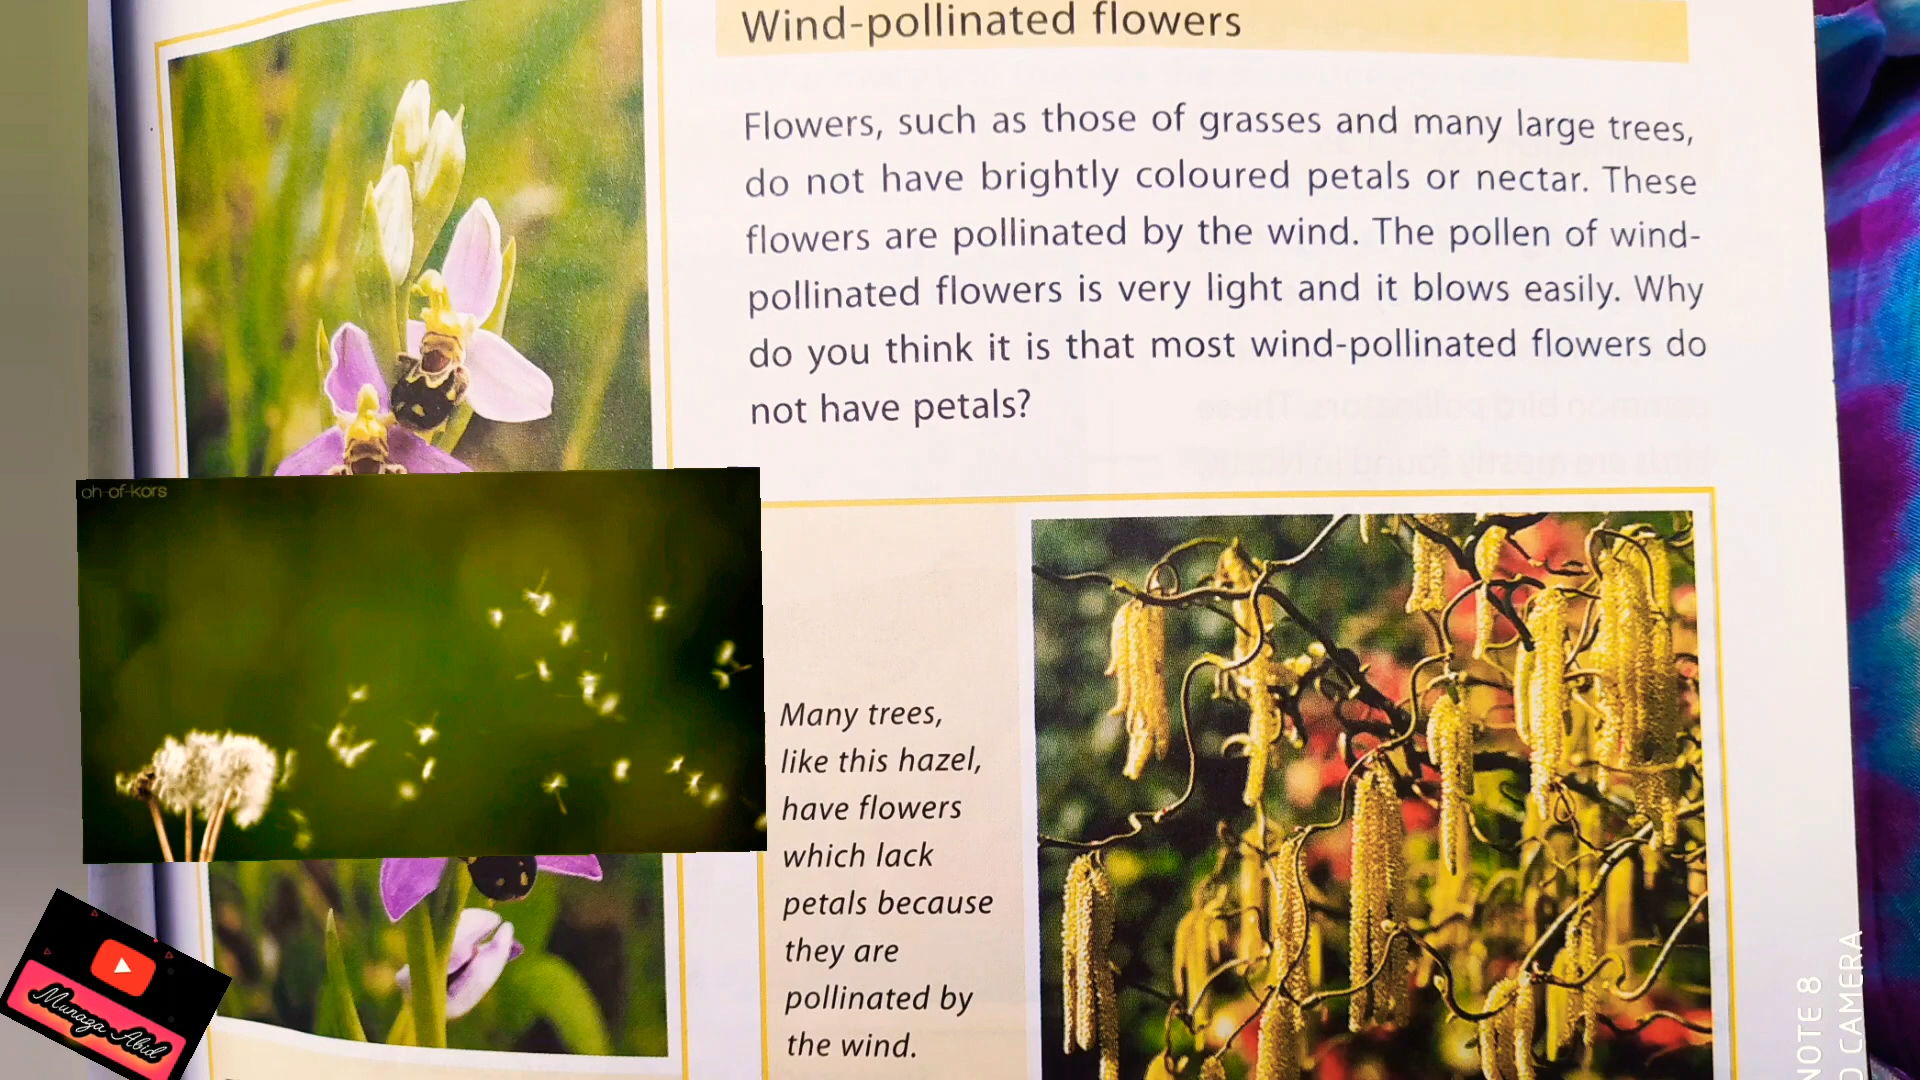 Wind-pollinated flowers
Flowers, such as those of grasses and many large trees,
do not have brightly coloured petals or nectar. These
flowers are pollinated by the wind. The pollen of wind-
pollinated flowers is very light and it blows easily. Why
do you think it is that most wind-pollinated flowers do
not have petals?
oh-of-kors
Many trees,
like this hazel,
have flowers
which lack
petals because
they are
pollinated by
the wind.
Munaza Abid
NOTE 8
D CAMERA